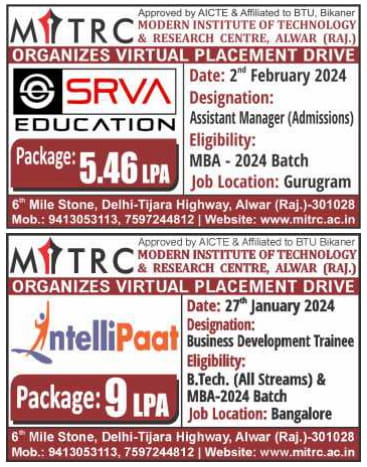 Approved by AICTE & Affiliated to BTU, Bikaner
MITRC
MODERN INSTITUTE OF TECHNOLOGY
& RESEARCH CENTRE, ALWAR (RAJ.)
ORGANIZES VIRTUAL PLACEMENT DRIVE
SRVA
EDUCATION
Package: 5.46 LPA
Date: 2nd February 2024
Designation:
Assistant Manager (Admissions)
Eligibility:
MBA - 2024 Batch
Job Location: Gurugram
6th Mile Stone, Delhi-Tijara Highway, Alwar (Raj.)-301028
Mob.: 9413053113, 7597244812 | Website: www.mitrc.ac.in
Approved by AICTE & Affiliated to BTU Bikaner
MITRC
MODERN INSTITUTE OF TECHNOLOGY
& RESEARCH CENTRE, ALWAR (RAJ.)
ORGANIZES VIRTUAL PLACEMENT DRIVE
IntelliPaat
Package: 9 LPA
Date: 27th January 2024
Designation:
Business Development Trainee
Eligibility:
B.Tech. (All Streams) &
MBA-2024 Batch
Job Location: Bangalore
6th Mile Stone, Delhi-Tijara Highway, Alwar (Raj.)-301028
Mob.: 9413053113, 7597244812 | Website: www.mitrc.ac.in